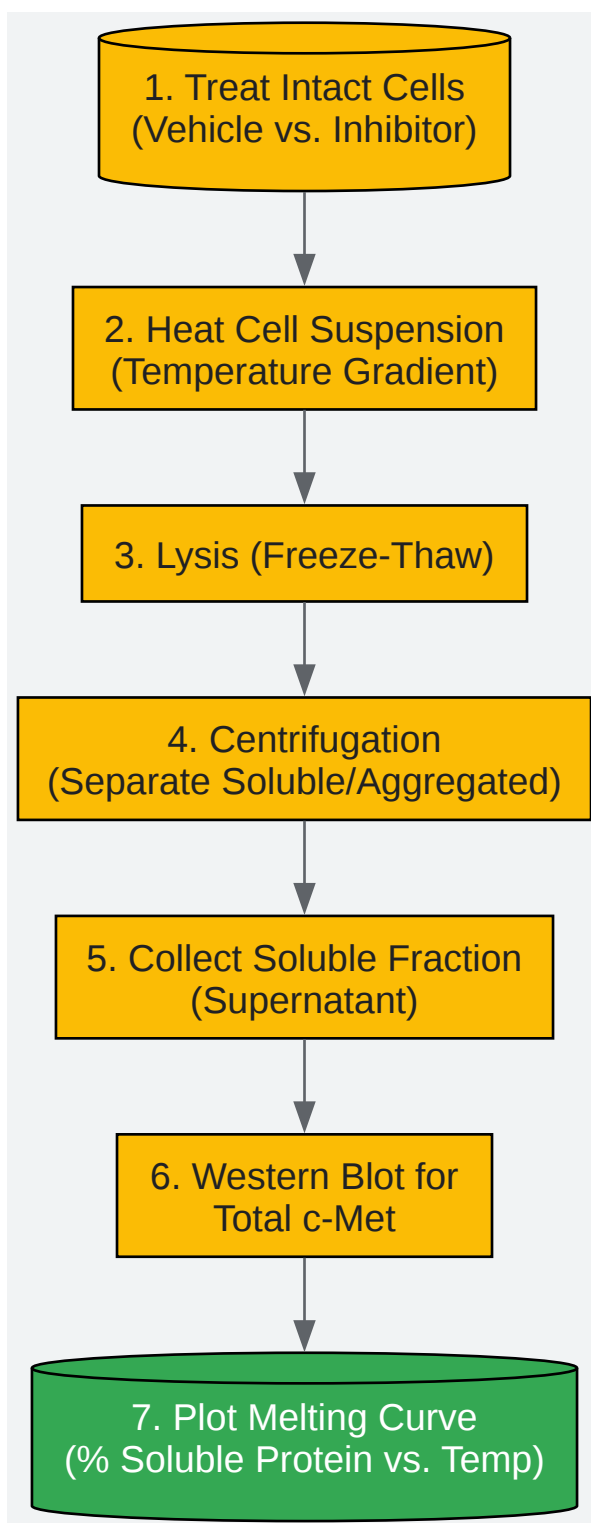 1. Treat Intact Cells
(Vehicle vs. Inhibitor)
2. Heat Cell Suspension
(Temperature Gradient)
3. Lysis (Freeze-Thaw)
4. Centrifugation
(Separate Soluble/Aggregated)
5. Collect Soluble Fraction
(Supernatant)
6. Western Blot for
Total c-Met
7. Plot Melting Curve
(% Soluble Protein vs. Temp)